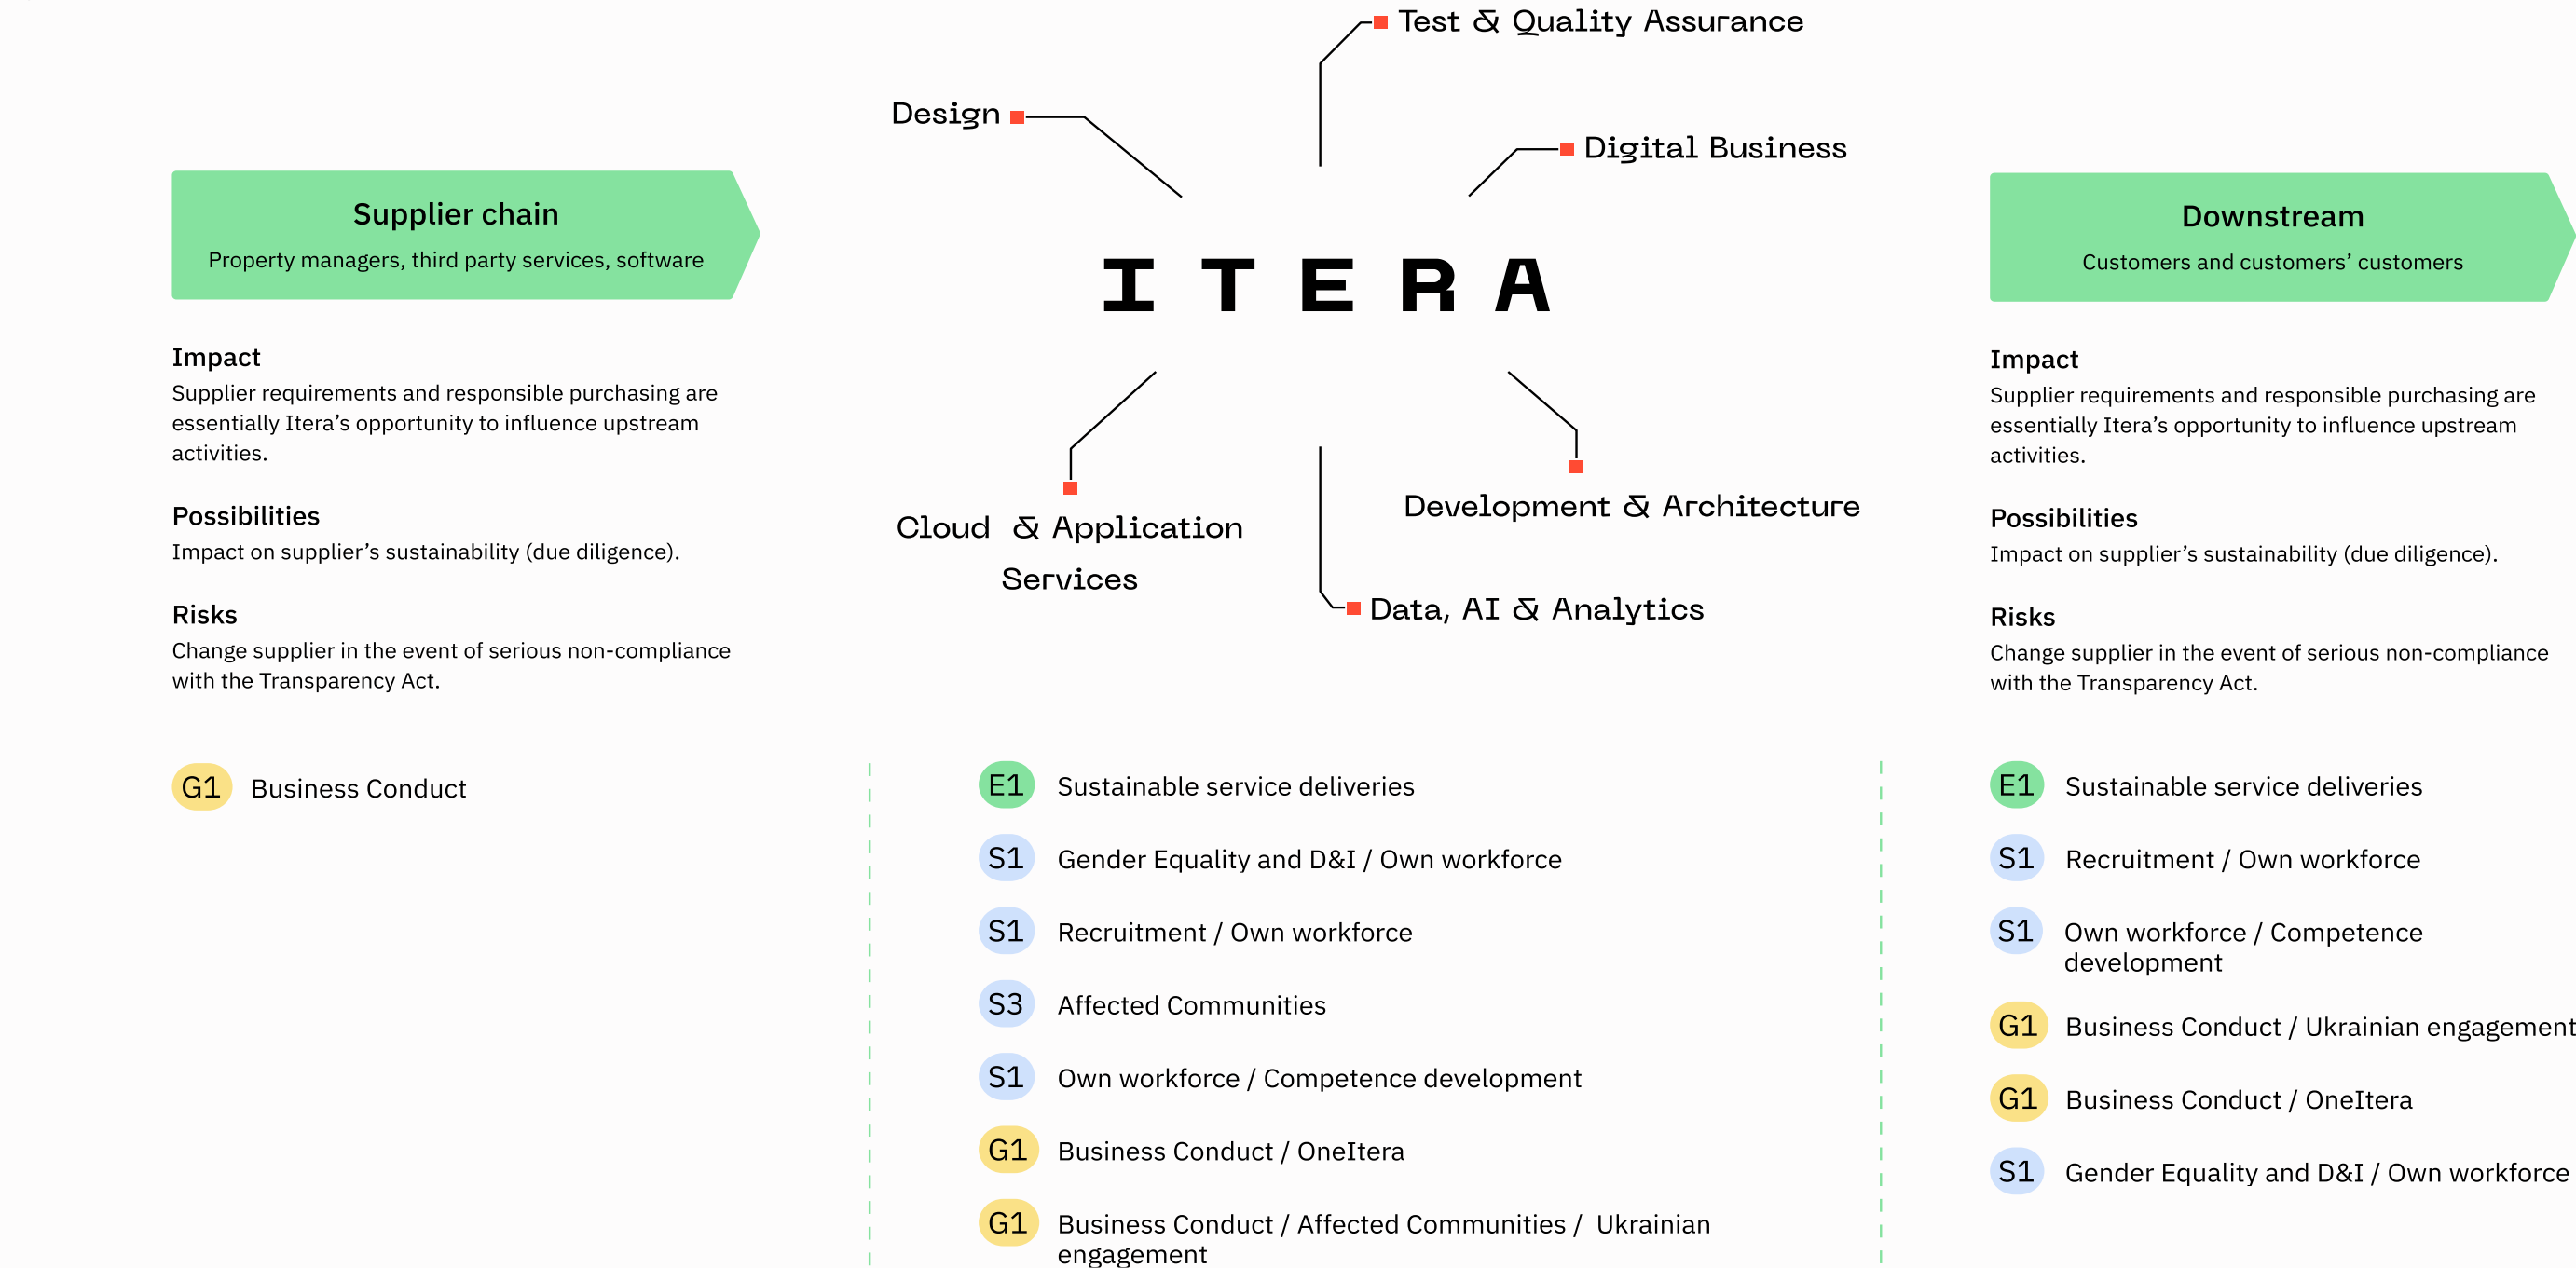 Supplier chain
Property managers, third party services, software
Impact
Supplier requirements and responsible purchasing are
essentially Itera’s opportunity to influence upstream
activities.
Possibilities
Impact on supplier’s sustainability (due diligence).
Risks
Change supplier in the event of serious non-compliance
with the Transparency Act.
G1 Business Conduct
Test & Quality Assurance
Design
Digital Business
ITERA
Cloud & Application
Services
Development & Architecture
Data, AI & Analytics
E1 Sustainable service deliveries
S1 Gender Equality and D&I / Own workforce
S1 Recruitment / Own workforce
S3 Affected Communities
S1 Own workforce / Competence development
G1 Business Conduct / OneItera
G1 Business Conduct / Affected Communities / Ukrainian
engagement
Downstream
Customers and customers’ customers
Impact
Supplier requirements and responsible purchasing are
essentially Itera’s opportunity to influence upstream
activities.
Possibilities
Impact on supplier’s sustainability (due diligence).
Risks
Change supplier in the event of serious non-compliance
with the Transparency Act.
E1 Sustainable service deliveries
S1 Recruitment / Own workforce
S1 Own workforce / Competence
development
G1 Business Conduct / Ukrainian engagement
G1 Business Conduct / OneItera
S1 Gender Equality and D&I / Own workforce